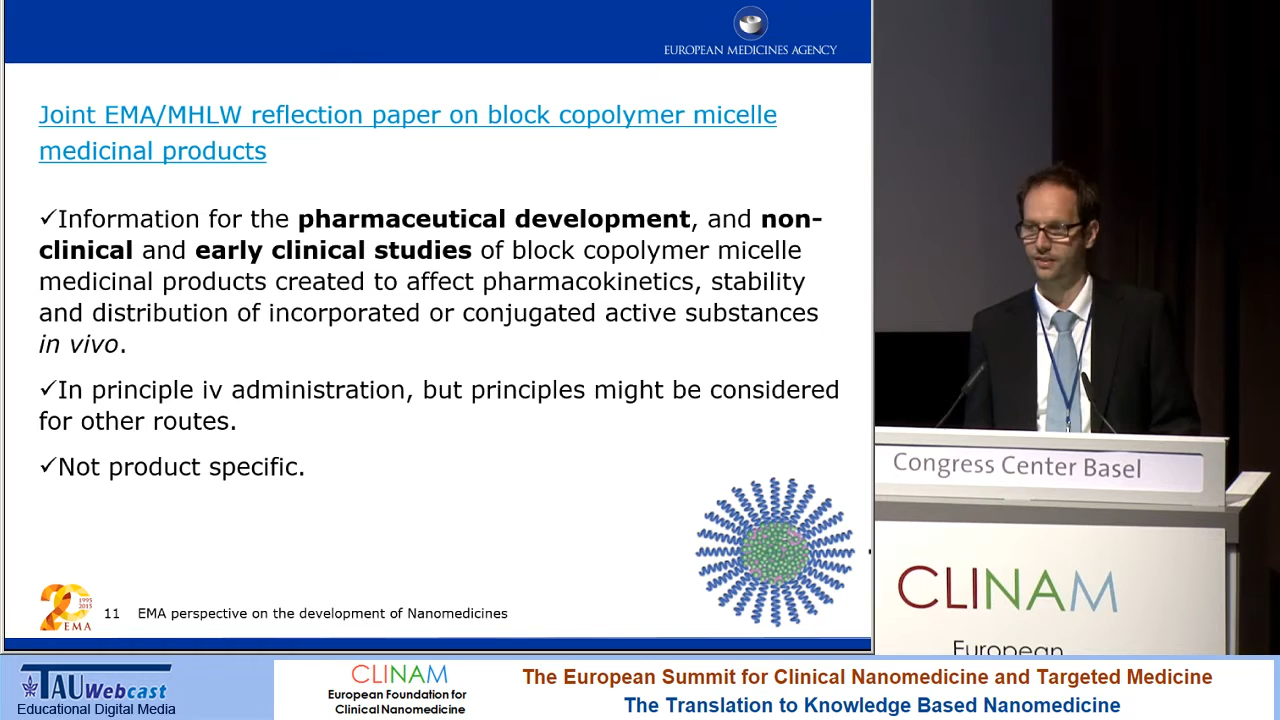 EUROPEAN MEDICINES AGENCY
Joint EMA/MHLW reflection paper on block copolymer micelle
medicinal products
✓Information for the pharmaceutical development, and non-
clinical and early clinical studies of block copolymer micelle
medicinal products created to affect pharmacokinetics, stability
and distribution of incorporated or conjugated active substances
in vivo.
✓In principle iv administration, but principles might be considered
for other routes.
✓Not product specific.
20 1995 2015
EMA
11 EMA perspective on the development of Nanomedicines
Congress Center Basel
CLINAM
European
TAU Webcast
Educational Digital Media
CLINAM
European Foundation for
Clinical Nanomedicine
The European Summit for Clinical Nanomedicine and Targeted Medicine
The Translation to Knowledge Based Nanomedicine